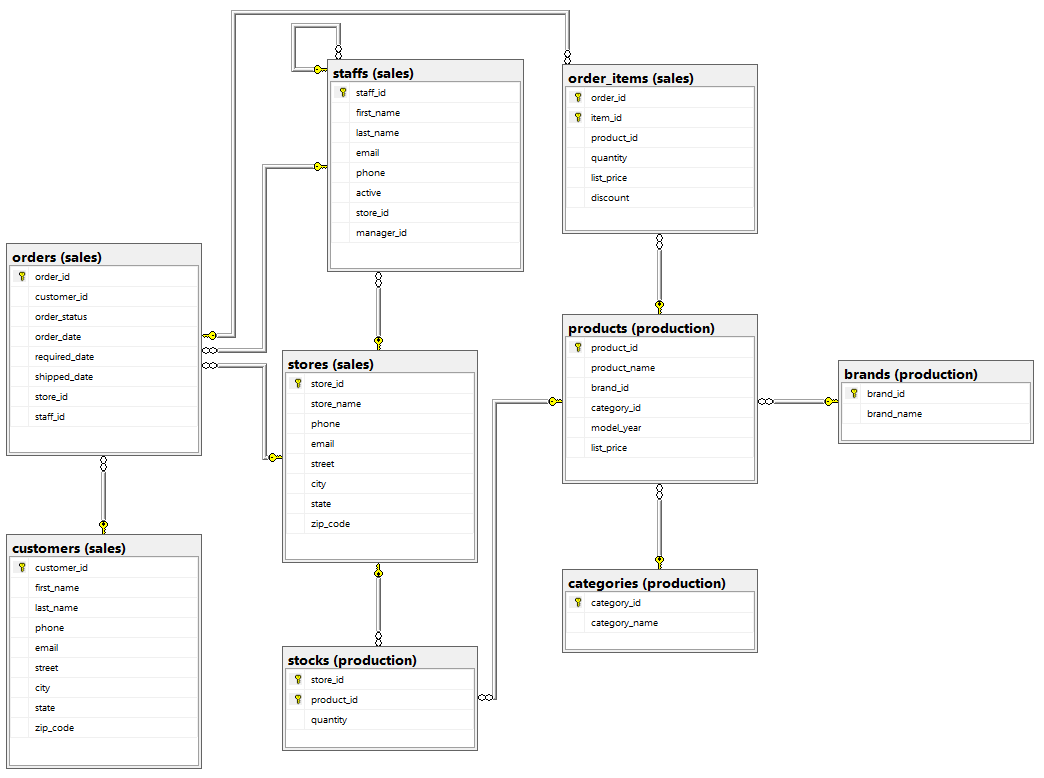 staffs (sales)
staff_id
first_name
last_name
email
phone
active
store_id
manager_id
order_items (sales)
order_id
item_id
product_id
quantity
list_price
discount
orders (sales)
order_id
customer_id
order_status
order_date
required_date
shipped_date
store_id
staff_id
stores (sales)
store_id
store_name
phone
email
street
city
state
zip_code
products (production)
product_id
product_name
brand_id
category_id
model_year
list_price
brands (production)
brand_id
brand_name
customers (sales)
customer_id
first_name
last_name
phone
email
street
city
state
zip_code
categories (production)
category_id
category_name
stocks (production)
store_id
product_id
quantity